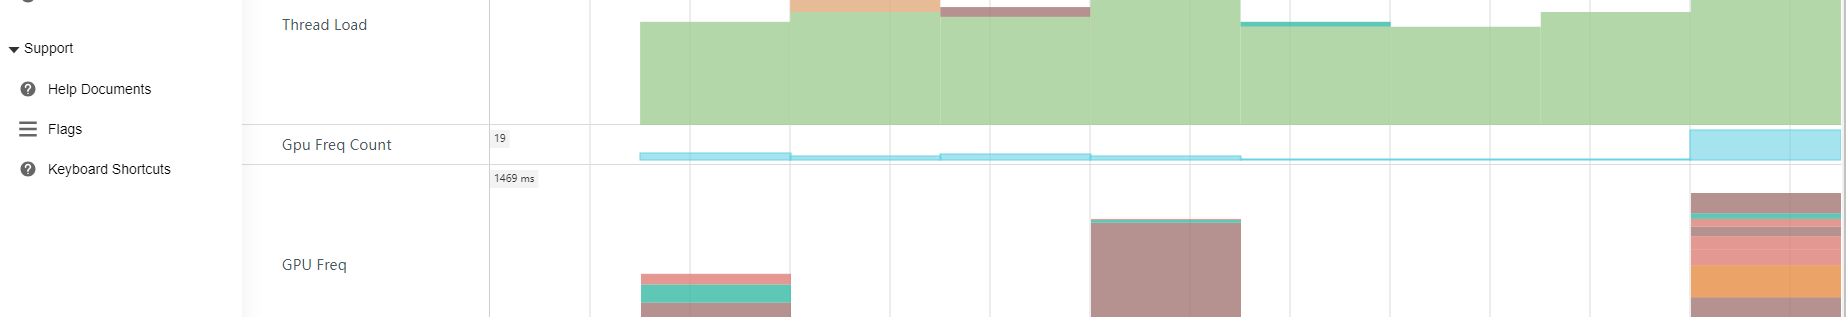 Thread Load
Support
Help Documents
Flags
Keyboard Shortcuts
Gpu Freq Count
19
1469 ms
GPU Freq